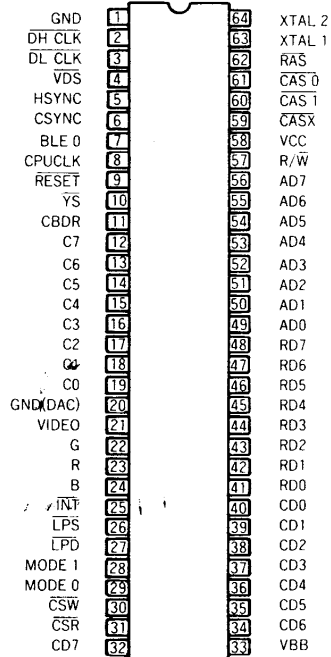 GND 1 64 XTAL 2
DH CLK 2 63 XTAL 1
DL CLK 3 62 RAS
VDS 4 61 CAS 0
HSYNC 5 60 CAS 1
CSYNC 6 59 CASX
BLE 0 7 58 VCC
CPUCLK 8 57 R/W
RESET 9 56 AD7
YS 10 55 AD6
CBDR 11 54 AD5
C7 12 53 AD4
C6 13 52 AD3
C5 14 51 AD2
C4 15 50 AD1
C3 16 49 AD0
C2 17 48 RD7
C1 18 47 RD6
C0 19 46 RD5
GND(DAC) 20 45 RD4
VIDEO 21 44 RD3
G 22 43 RD2
R 23 42 RD1
B 24 41 RD0
INT 25 40 CD0
LPS 26 39 CD1
LPD 27 38 CD2
MODE 1 28 37 CD3
MODE 0 29 36 CD4
CSW 30 35 CD5
CSR 31 34 CD6
CD7 32 33 VBB